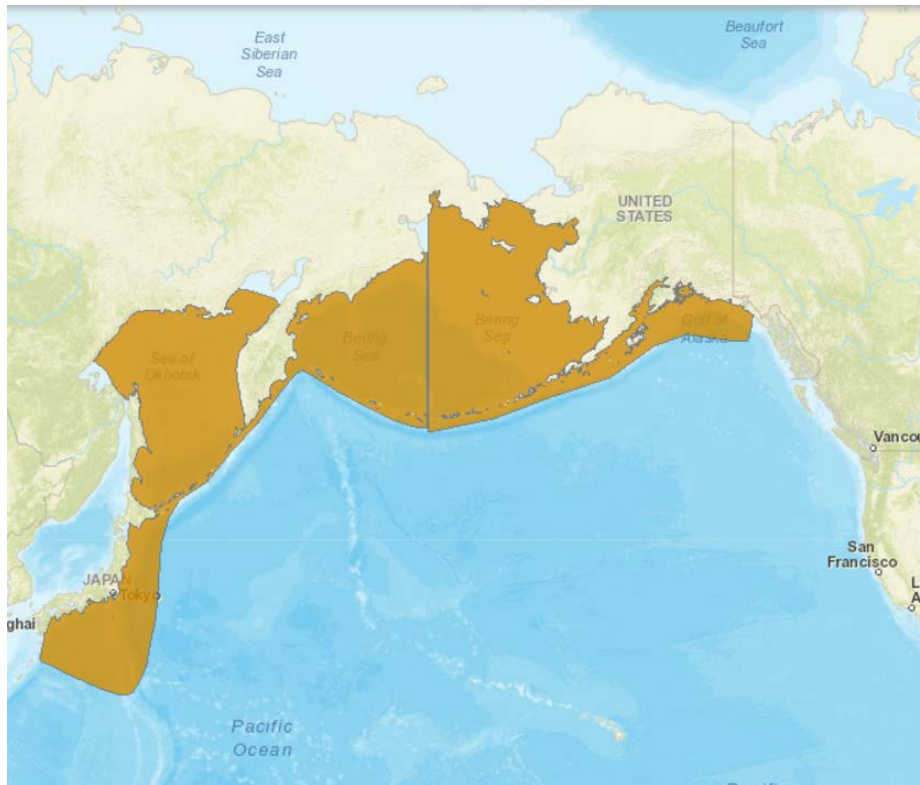 East
Siberian
Sea
Beaufort
Sea
UNITED
STATES
Bering
Sea
Bering
Sea
Gulf of
Alaska
Sea of
Okhotsk
Vancou
San
Francisco
L
A
JAPAN
Tokyo
ghai
Pacific
Ocean